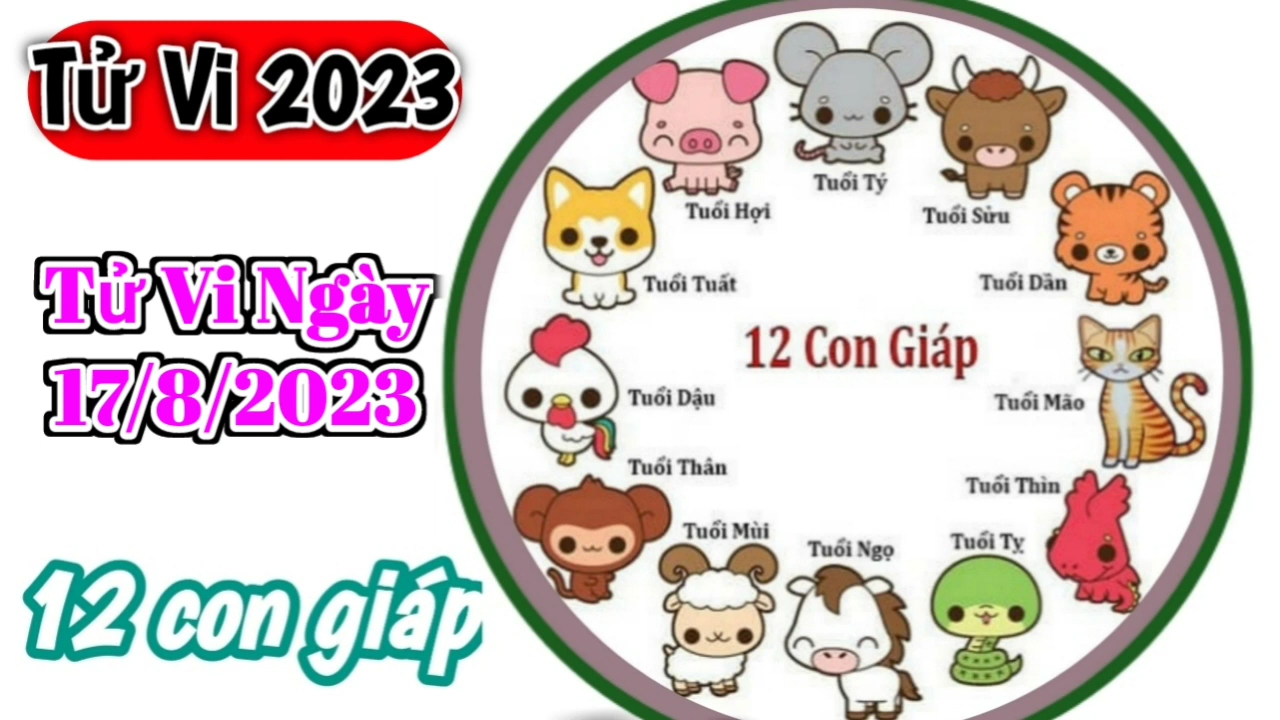 Tử Vi 2023
Tử Vi Ngày
17/8/2023
12 con giáp
Tuổi Tý
Tuổi Hợi
Tuổi Sửu
Tuổi Tuất
Tuổi Dần
12 Con Giáp
Tuổi Dậu
Tuổi Mão
Tuổi Thân
Tuổi Thìn
Tuổi Mùi
Tuổi Ngọ
Tuổi Tỵ